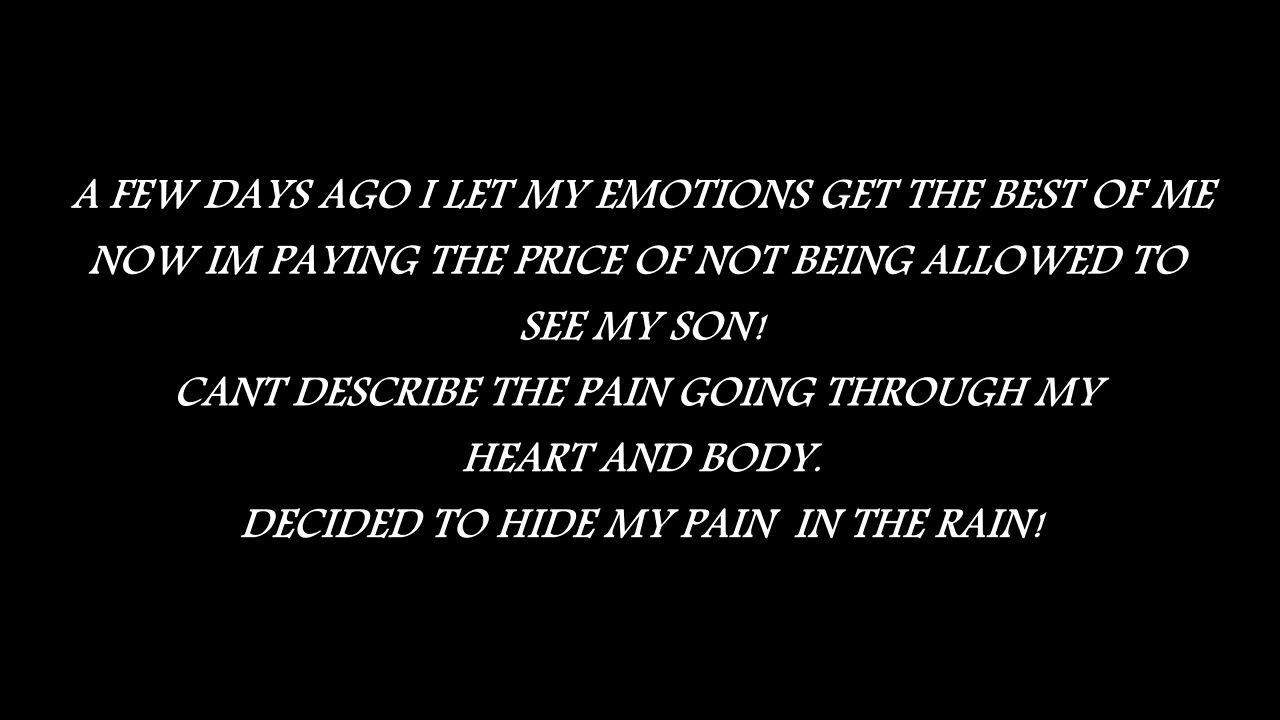 A FEW DAYS AGO I LET MY EMOTIONS GET THE BEST OF ME
NOW IM PAYING THE PRICE OF NOT BEING ALLOWED TO
SEE MY SON!
CANT DESCRIBE THE PAIN GOING THROUGH MY
HEART AND BODY.
DECIDED TO HIDE MY PAIN  IN THE RAIN!